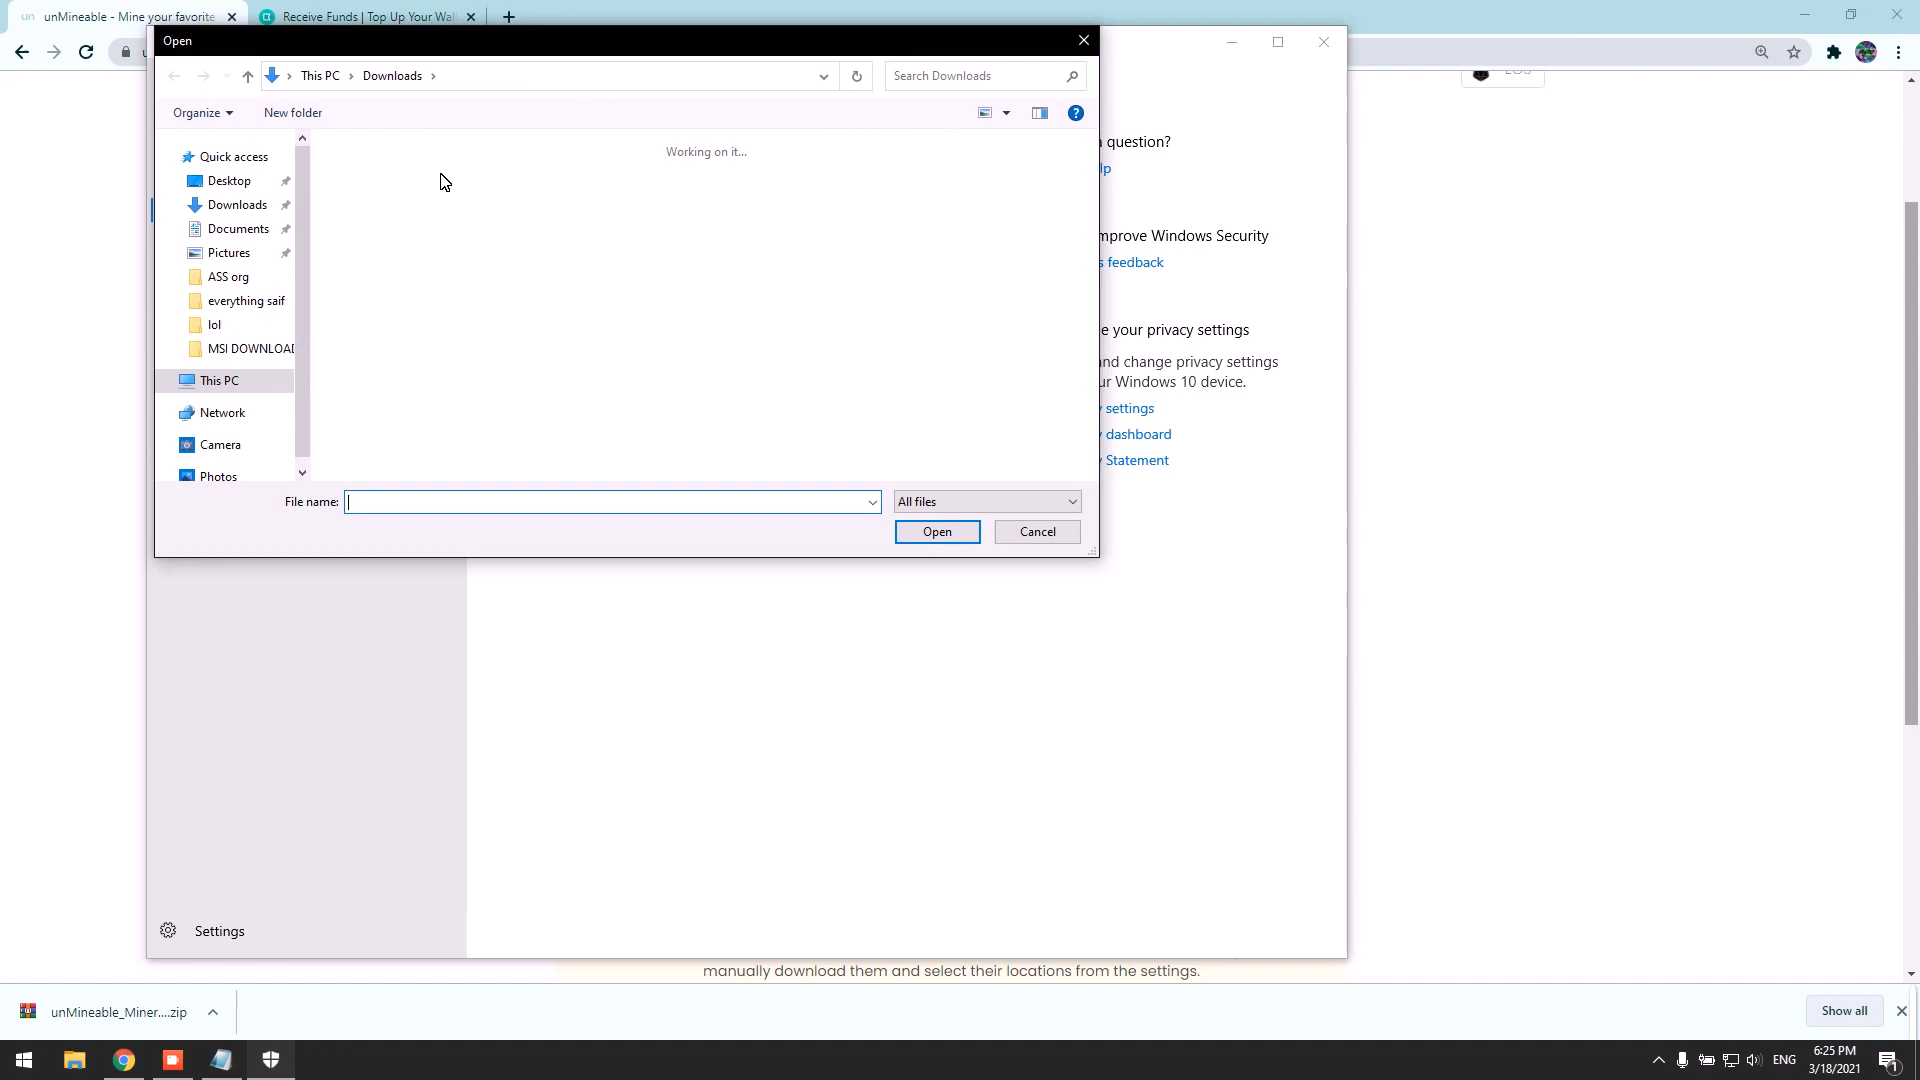 unMineable - Mine your favorite
Receive Funds | Top Up Your Wal
Open
This PC
Downloads
Search Downloads
Organize
New folder
Working on it...
Quick access
Desktop
Downloads
Documents
Pictures
ASS org
everything saif
lol
MSI DOWNLOAD
This PC
Network
Camera
Photos
File name:
All files
Open
Cancel
a question?
lp
mprove Windows Security
s feedback
e your privacy settings
and change privacy settings
ur Windows 10 device.
y settings
y dashboard
y Statement
EOS
Settings
manually download them and select their locations from the settings.
unMineable_Miner....zip
Show all
ENG
6:25 PM
3/18/2021
1